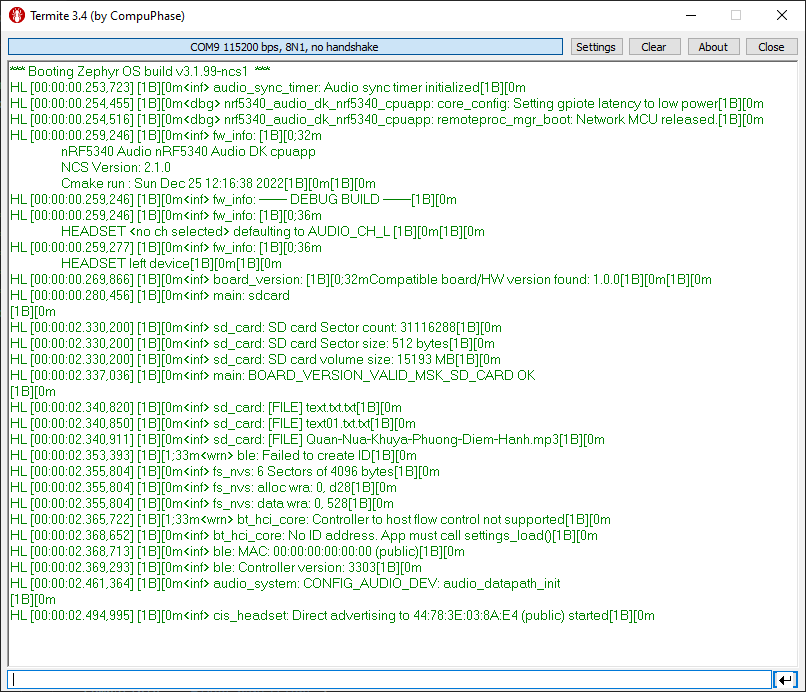 Termite 3.4 (by CompuPhase)
COM9 115200 bps, 8N1, no handshake
Settings
Clear
About
Close
*** Booting Zephyr OS build v3.1.99-ncs1  ***
HL [00:00:00.253,723] [1B][0m<inf> audio_sync_timer: Audio sync timer initialized[1B][0m
HL [00:00:00.254,455] [1B][0m<dbg> nrf5340_audio_dk_nrf5340_cpuapp: core_config: Setting gpiote latency to low power[1B][0m
HL [00:00:00.254,516] [1B][0m<dbg> nrf5340_audio_dk_nrf5340_cpuapp: remoteproc_mgr_boot: Network MCU released.[1B][0m
HL [00:00:00.259,246] [1B][0m<inf> fw_info: [1B][0;32m
nRF5340 Audio nRF5340 Audio DK cpuapp
NCS Version: 2.1.0
Cmake run : Sun Dec 25 12:16:38 2022[1B][0m[1B][0m
HL [00:00:00.259,246] [1B][0m<inf> fw_info: ------ DEBUG BUILD ------[1B][0m
HL [00:00:00.259,246] [1B][0m<inf> fw_info: [1B][0;36m
HEADSET <no ch selected> defaulting to AUDIO_CH_L [1B][0m[1B][0m
HL [00:00:00.259,277] [1B][0m<inf> fw_info: [1B][0;36m
HEADSET left device[1B][0m[1B][0m
HL [00:00:00.269,866] [1B][0m<inf> board_version: [1B][0;32mCompatible board/HW version found: 1.0.0[1B][0m[1B][0m
HL [00:00:00.280,456] [1B][0m<inf> main: sdcard
[1B][0m
HL [00:00:02.330,200] [1B][0m<inf> sd_card: SD card Sector count: 31116288[1B][0m
HL [00:00:02.330,200] [1B][0m<inf> sd_card: SD card Sector size: 512 bytes[1B][0m
HL [00:00:02.330,200] [1B][0m<inf> sd_card: SD card volume size: 15193 MB[1B][0m
HL [00:00:02.337,036] [1B][0m<inf> main: BOARD_VERSION_VALID_MSK_SD_CARD OK
[1B][0m
HL [00:00:02.340,820] [1B][0m<inf> sd_card: [FILE] text.txt.txt[1B][0m
HL [00:00:02.340,850] [1B][0m<inf> sd_card: [FILE] text01.txt.txt[1B][0m
HL [00:00:02.340,911] [1B][0m<inf> sd_card: [FILE] Quan-Nua-Khuya-Phuong-Diem-Hanh.mp3[1B][0m
HL [00:00:02.353,393] [1B][1;33m<wrn> ble: Failed to create ID[1B][0m
HL [00:00:02.355,804] [1B][0m<inf> fs_nvs: 6 Sectors of 4096 bytes[1B][0m
HL [00:00:02.355,804] [1B][0m<inf> fs_nvs: alloc wra: 0, d28[1B][0m
HL [00:00:02.355,804] [1B][0m<inf> fs_nvs: data wra: 0, 528[1B][0m
HL [00:00:02.365,722] [1B][1;33m<wrn> bt_hci_core: Controller to host flow control not supported[1B][0m
HL [00:00:02.368,652] [1B][0m<inf> bt_hci_core: No ID address. App must call settings_load()[1B][0m
HL [00:00:02.368,713] [1B][0m<inf> ble: MAC: 00:00:00:00:00:00 (public)[1B][0m
HL [00:00:02.369,293] [1B][0m<inf> ble: Controller version: 3303[1B][0m
HL [00:00:02.461,364] [1B][0m<inf> audio_system: CONFIG_AUDIO_DEV: audio_datapath_init
[1B][0m
HL [00:00:02.494,995] [1B][0m<inf> cis_headset: Direct advertising to 44:78:3E:03:8A:E4 (public) started[1B][0m